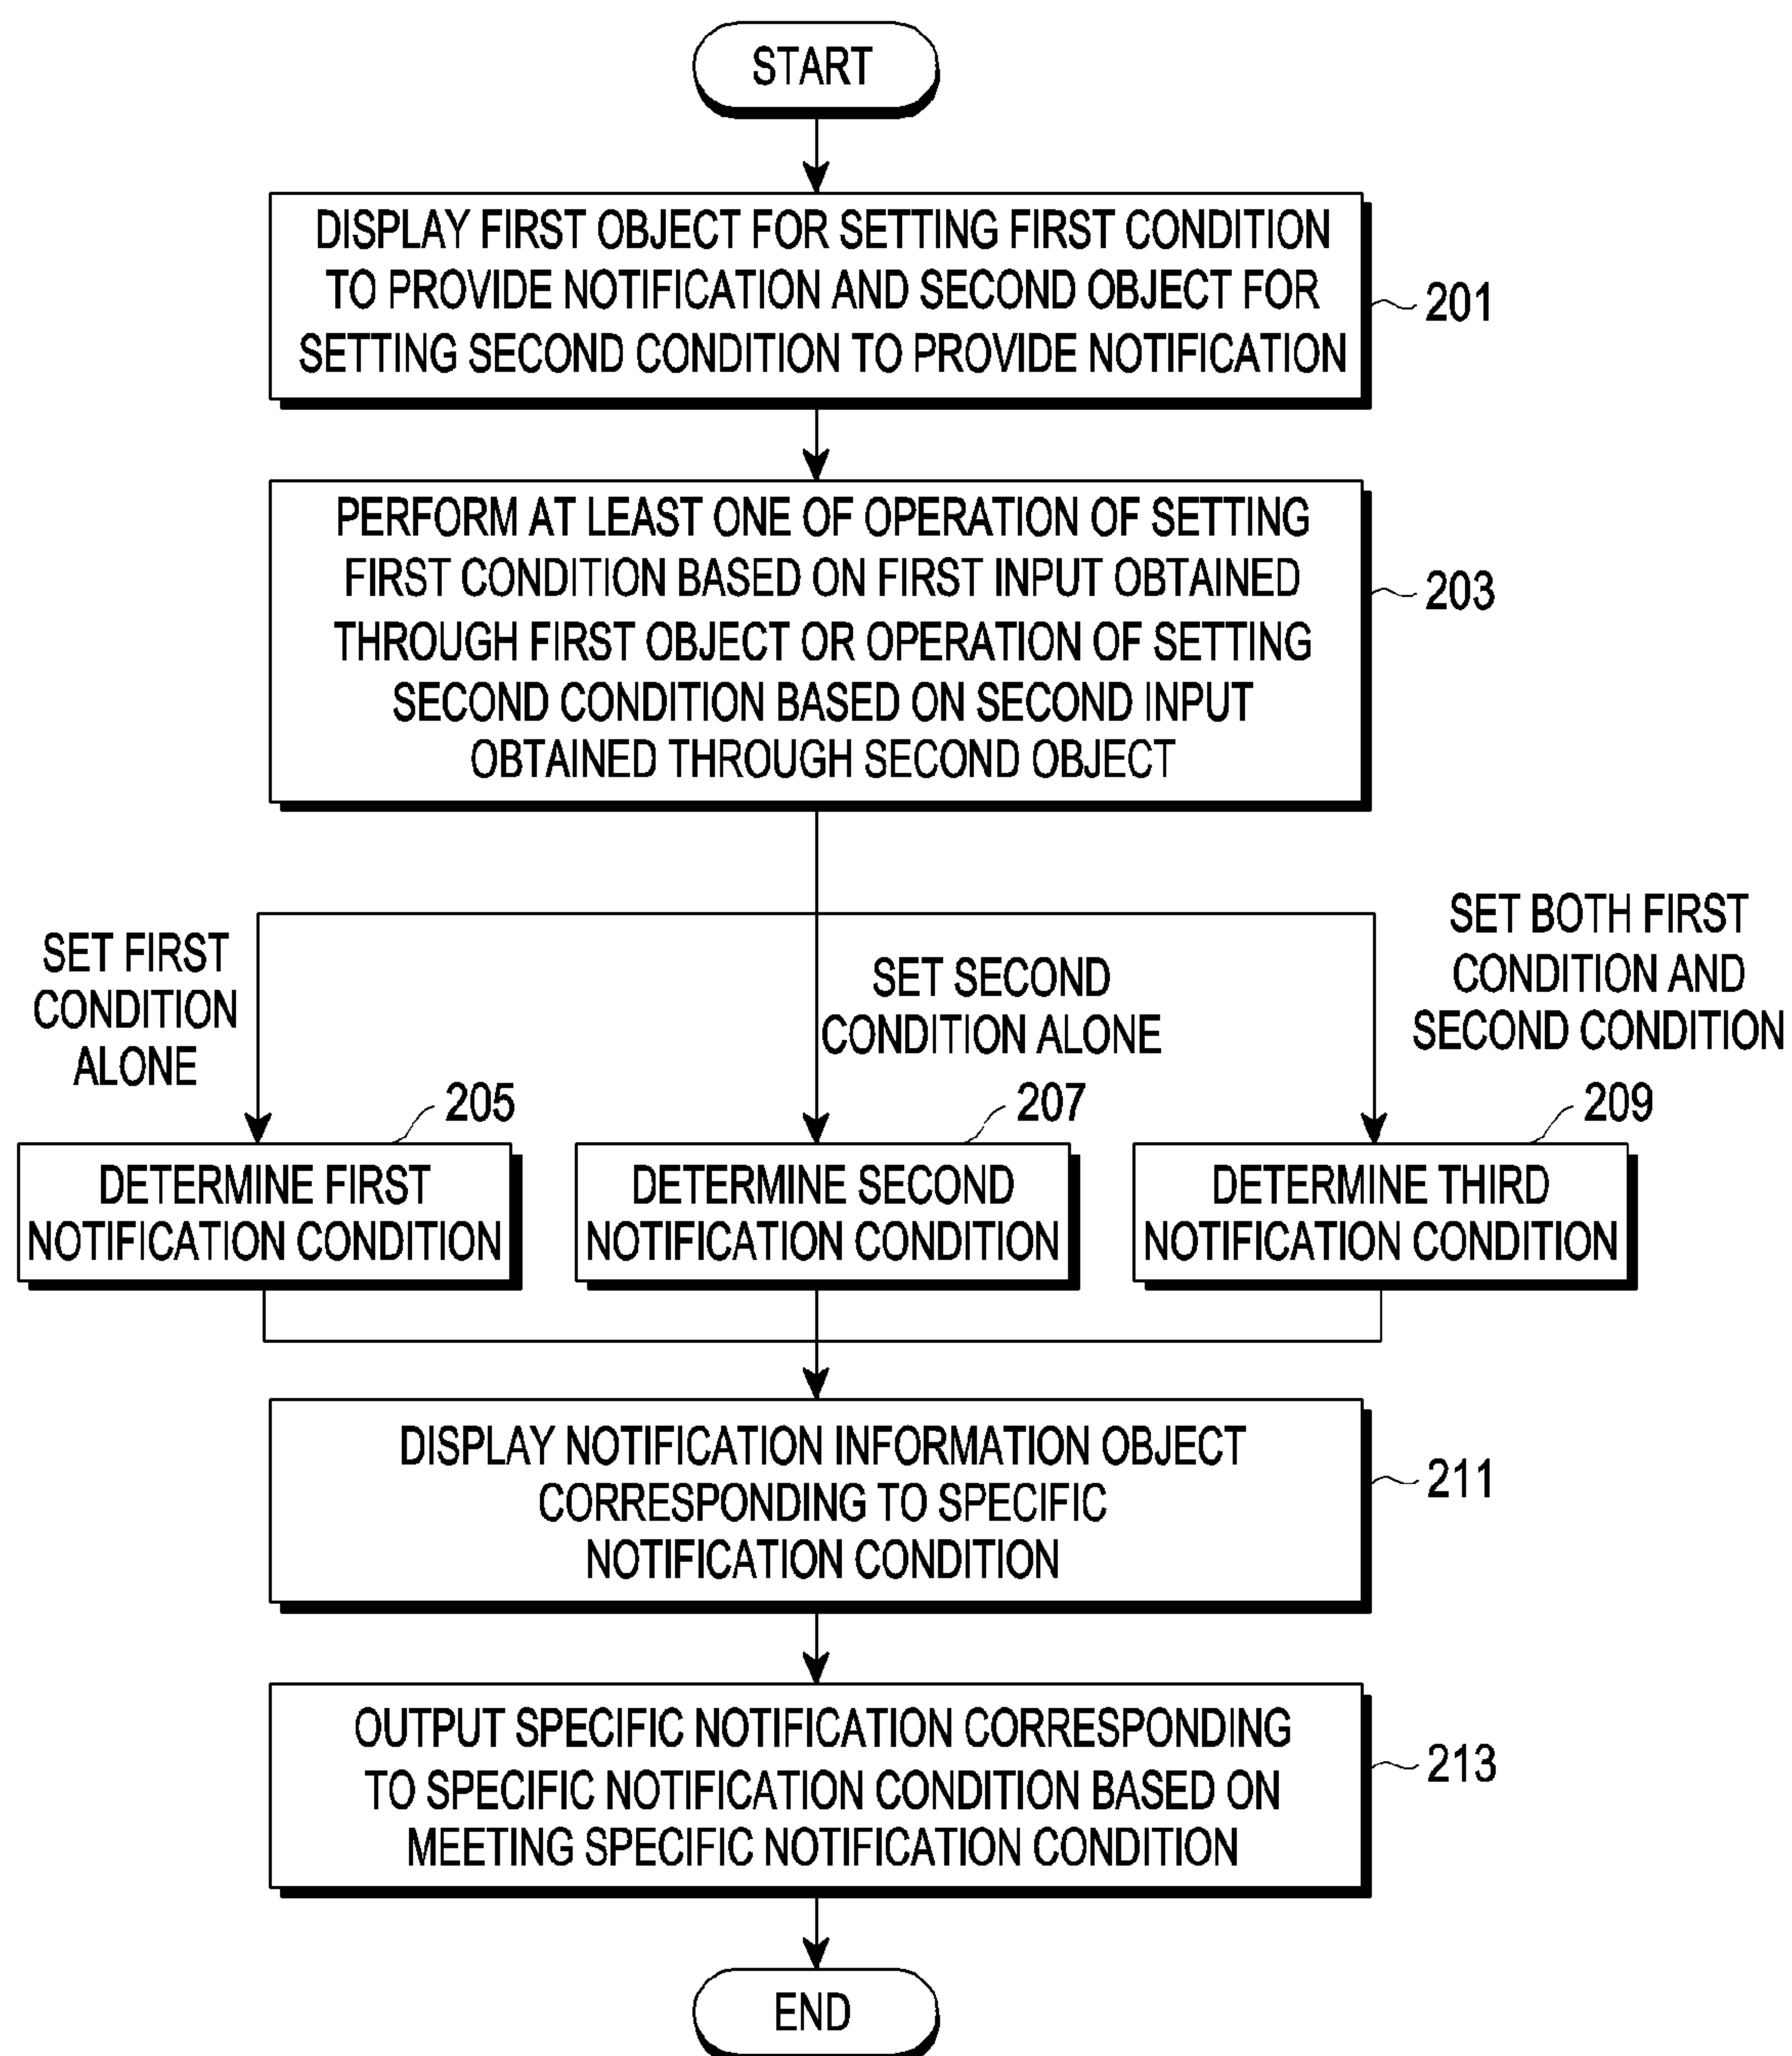 START
DISPLAY FIRST OBJECT FOR SETTING FIRST CONDITION
TO PROVIDE NOTIFICATION AND SECOND OBJECT FOR
SETTING SECOND CONDITION TO PROVIDE NOTIFICATION
201
PERFORM AT LEAST ONE OF OPERATION OF SETTING
FIRST CONDITION BASED ON FIRST INPUT OBTAINED
THROUGH FIRST OBJECT OR OPERATION OF SETTING
SECOND CONDITION BASED ON SECOND INPUT
OBTAINED THROUGH SECOND OBJECT
203
SET FIRST
CONDITION
ALONE
SET SECOND
CONDITION ALONE
SET BOTH FIRST
CONDITION AND
SECOND CONDITION
205
DETERMINE FIRST
NOTIFICATION CONDITION
207
DETERMINE SECOND
NOTIFICATION CONDITION
209
DETERMINE THIRD
NOTIFICATION CONDITION
DISPLAY NOTIFICATION INFORMATION OBJECT
CORRESPONDING TO SPECIFIC
NOTIFICATION CONDITION
211
OUTPUT SPECIFIC NOTIFICATION CORRESPONDING
TO SPECIFIC NOTIFICATION CONDITION BASED ON
MEETING SPECIFIC NOTIFICATION CONDITION
213
END